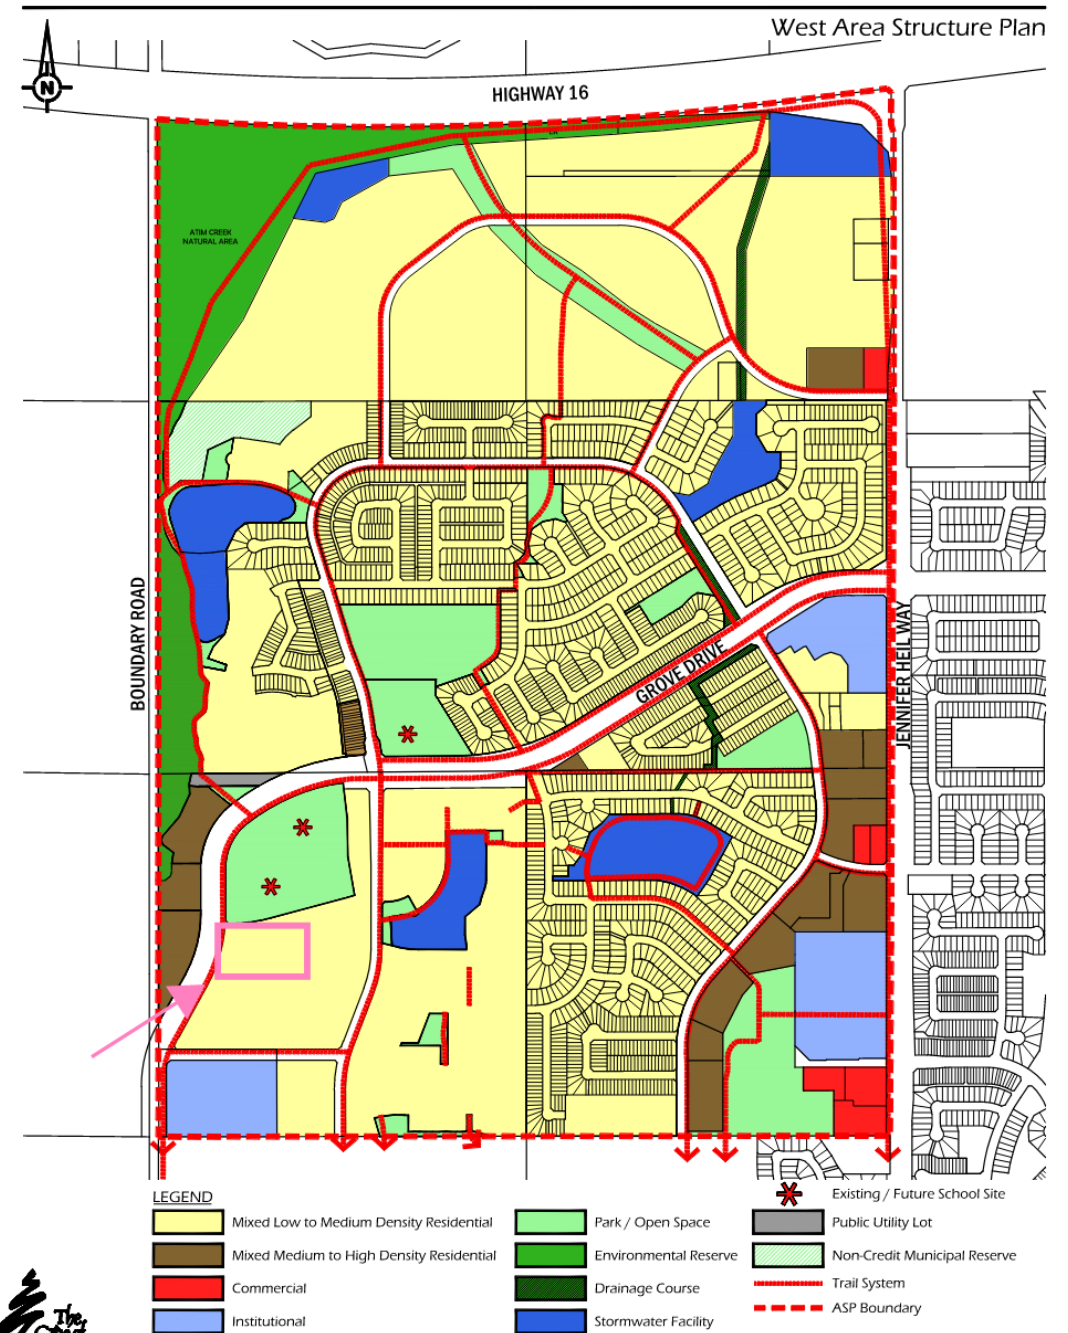 West Area Structure Plan
N
HIGHWAY 16
ATIM CREEK
NATURAL AREA
BOUNDARY ROAD
GROVE DRIVE
JENNIFER HEIL WAY
LEGEND
Mixed Low to Medium Density Residential
Mixed Medium to High Density Residential
Commercial
Institutional
Park / Open Space
Environmental Reserve
Drainage Course
Stormwater Facility
Existing / Future School Site
Public Utility Lot
Non-Credit Municipal Reserve
Trail System
ASP Boundary
The